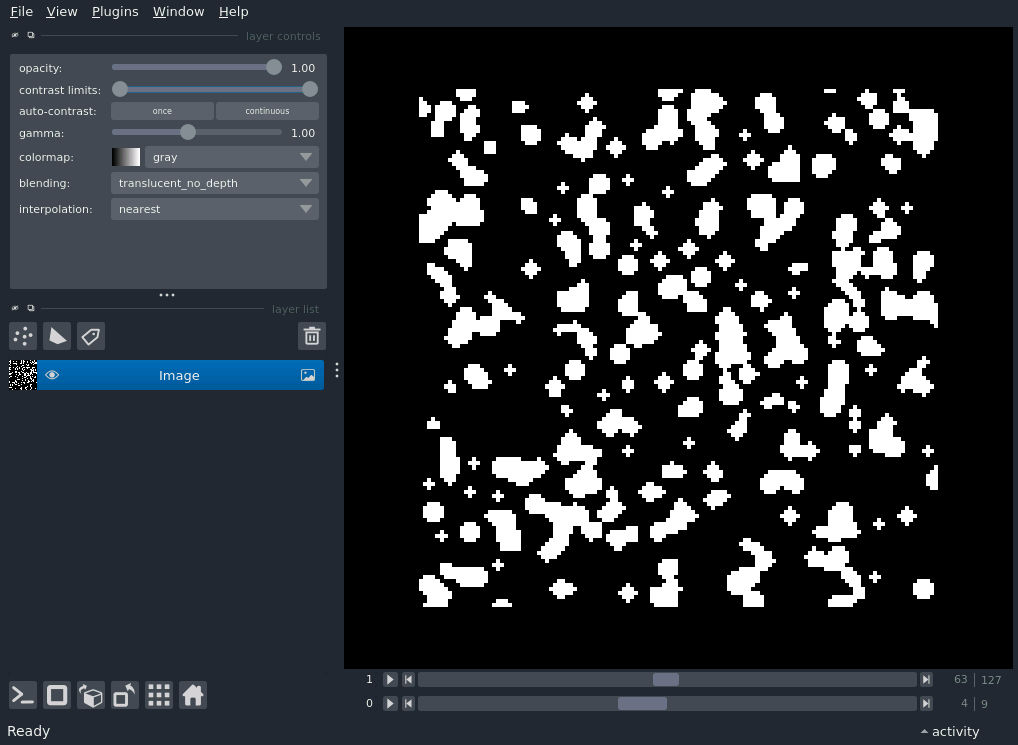 File View Plugins Window Help
layer controls
opacity: 1.00
contrast limits:
auto-contrast: once continuous
gamma: 1.00
colormap: gray
blending: translucent_no_depth
interpolation: nearest
layer list
Image
1 63 127
0 4 9
Ready activity